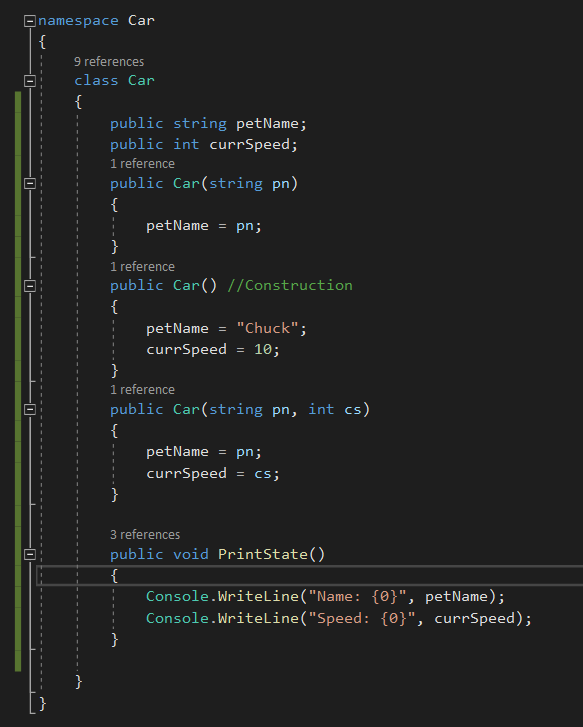 namespace Car
{
9 references
class Car
{
public string petName;
public int currSpeed;
1 reference
public Car(string pn)
{
petName = pn;
}
1 reference
public Car() //Construction
{
petName = "Chuck";
currSpeed = 10;
}
1 reference
public Car(string pn, int cs)
{
petName = pn;
currSpeed = cs;
}
3 references
public void PrintState()
{
Console.WriteLine("Name: {0}", petName);
Console.WriteLine("Speed: {0}", currSpeed);
}
}
}